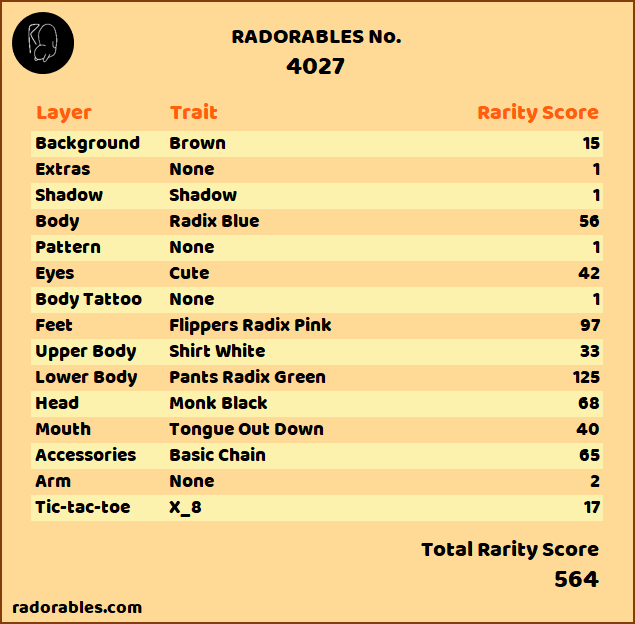 RADORABLES No.
4027
Layer Trait Rarity Score
Background Brown 15
Extras None 1
Shadow Shadow 1
Body Radix Blue 56
Pattern None 1
Eyes Cute 42
Body Tattoo None 1
Feet Flippers Radix Pink 97
Upper Body Shirt White 33
Lower Body Pants Radix Green 125
Head Monk Black 68
Mouth Tongue Out Down 40
Accessories Basic Chain 65
Arm None 2
Tic-tac-toe X_8 17
Total Rarity Score
564
radorables.com